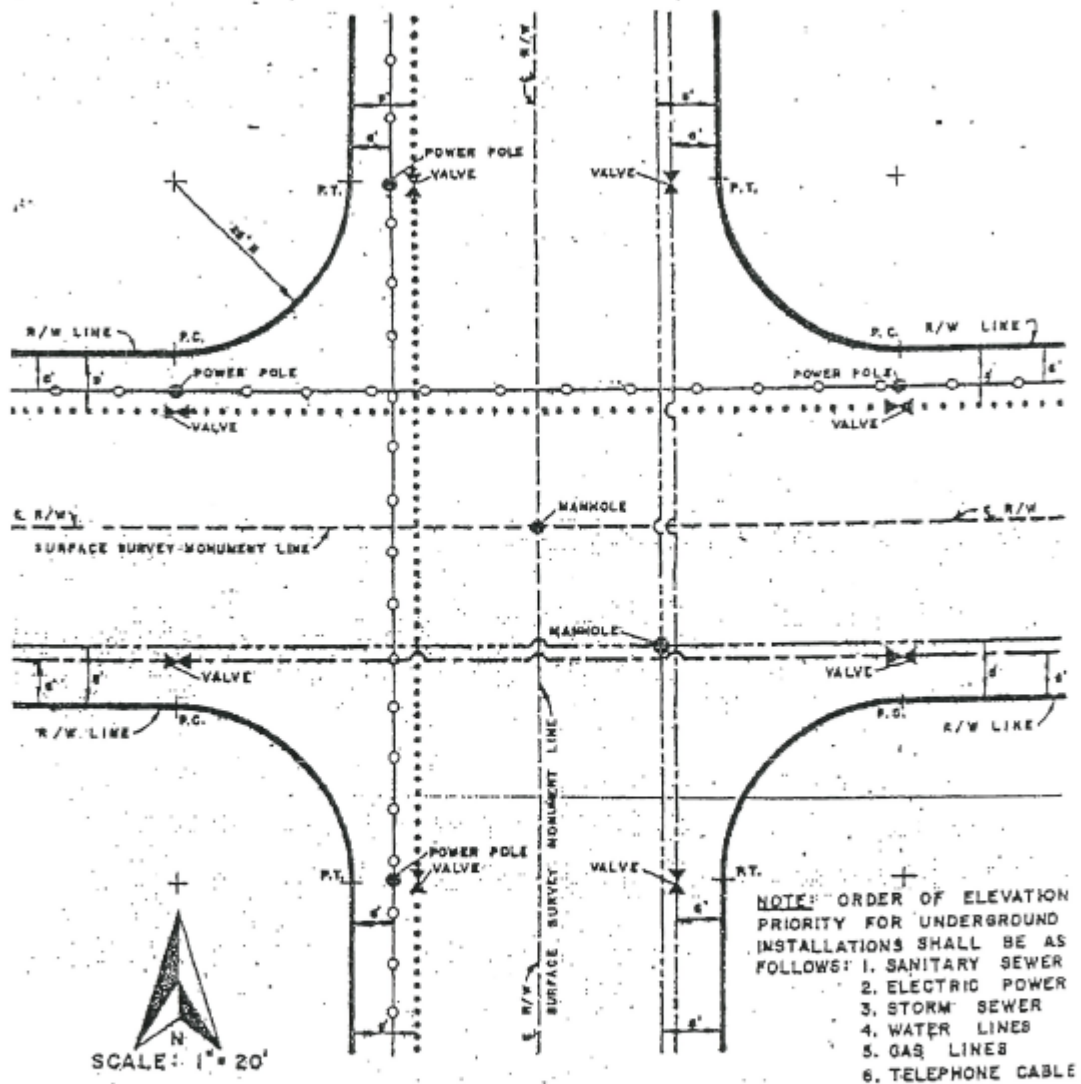 ℄ R/W
6'
POWER POLE
VALVE
VALVE
P.T.
P.T.
R/W LINE
P.C.
P.C.
R/W LINE
POWER POLE
POWER POLE
VALVE
VALVE
MANHOLE
℄ R/W
℄ R/W
SURFACE SURVEY-MONUMENT LINE
MANHOLE
VALVE
VALVE
P.C.
R/W LINE
R/W LINE
SURFACE SURVEY MONUMENT LINE
POWER POLE
VALVE
VALVE
P.T.
P.T.
℄ R/W
NOTE: ORDER OF ELEVATION
PRIORITY FOR UNDERGROUND
INSTALLATIONS SHALL BE AS
FOLLOWS: 1. SANITARY SEWER
2. ELECTRIC POWER
3. STORM SEWER
4. WATER LINES
5. GAS LINES
6. TELEPHONE CABLE
N
SCALE: 1" = 20'